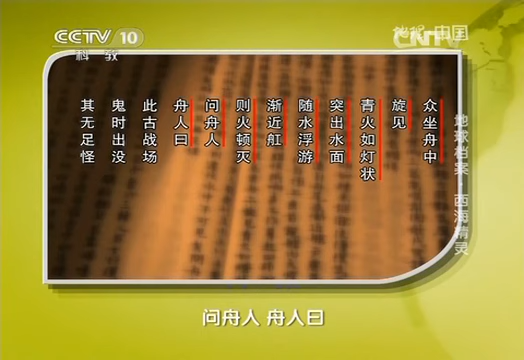 CCTV 10
科教
中国
CNTV
众坐舟中
旋见
青火如灯状
突出水面
随水浮游
渐近舡
则火顿灭
问舟人
舟人曰
此古战场
鬼时出没
其无足怪
地球档案 西海精灵
问舟人 舟人曰